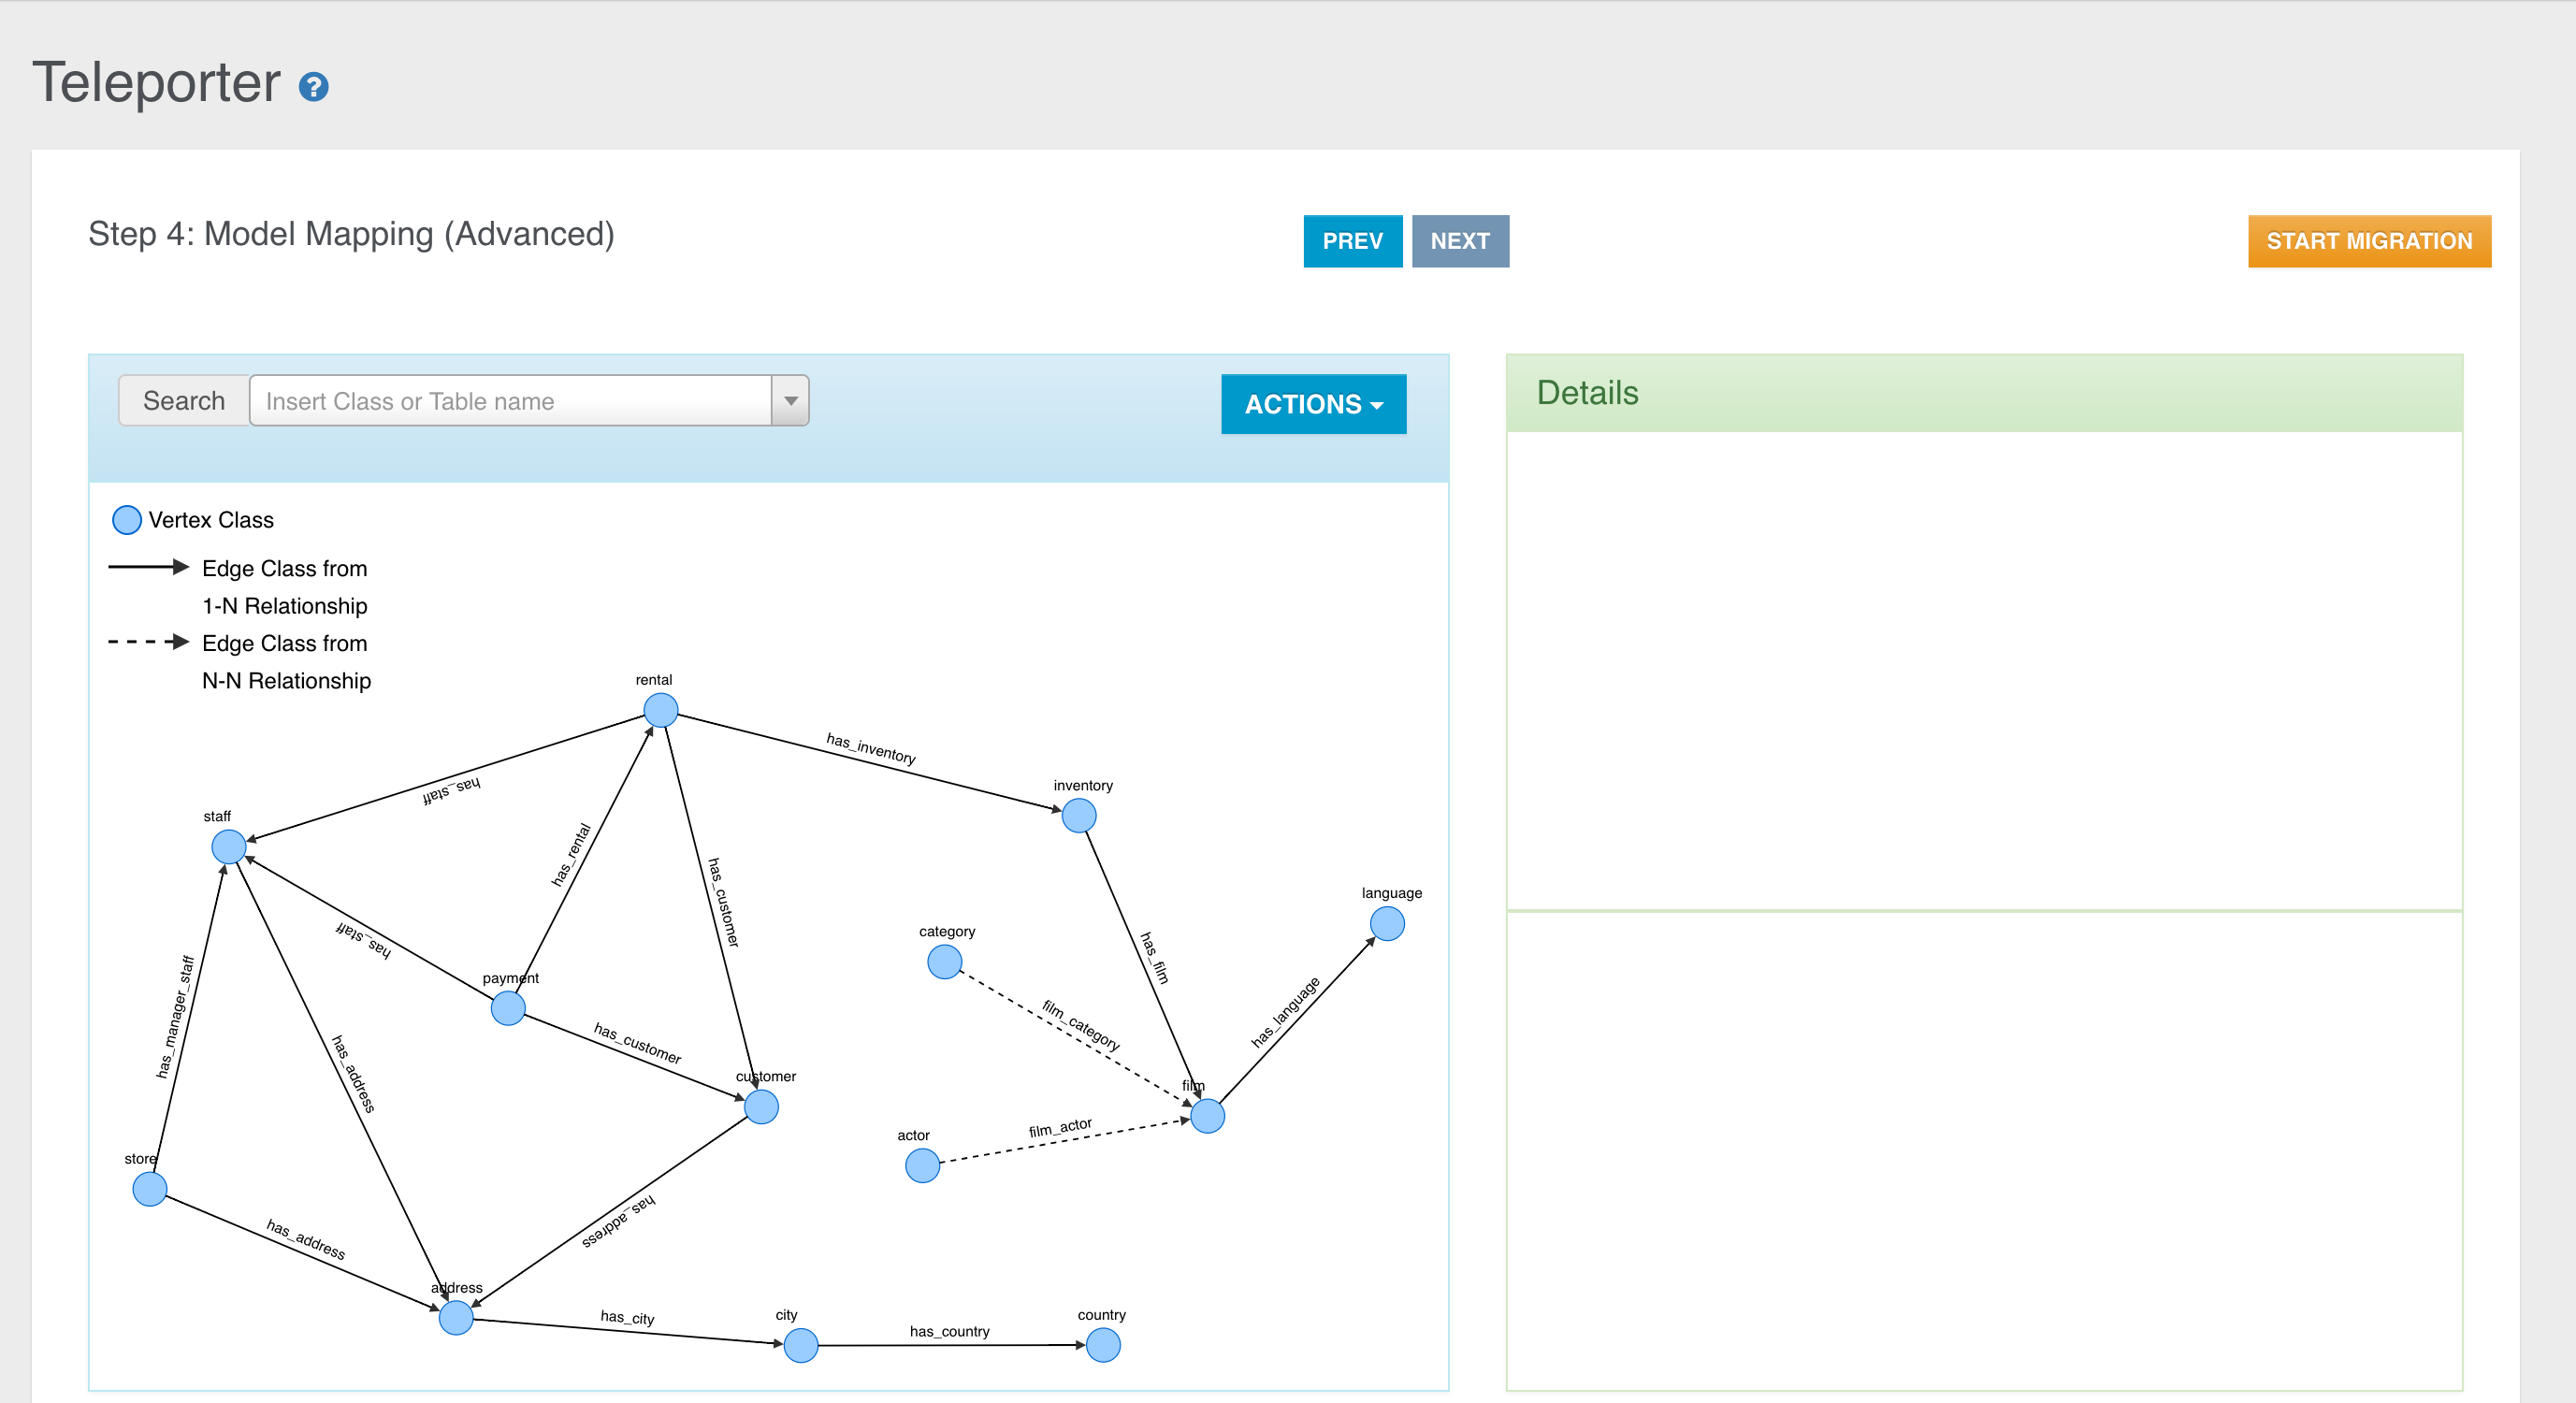 Teleporter ?
Step 4: Model Mapping (Advanced)
PREV
NEXT
START MIGRATION
Search
Insert Class or Table name
ACTIONS
Details
Vertex Class
Edge Class from
1-N Relationship
Edge Class from
N-N Relationship
rental
has_inventory
has_staff
inventory
staff
has_rental
has_customer
language
category
has_staff
has_film
payment
has_manager_staff
film_category
has_language
has_customer
has_address
customer
film
actor
film_actor
store
has_address
has_address
address
has_city
city
country
has_country